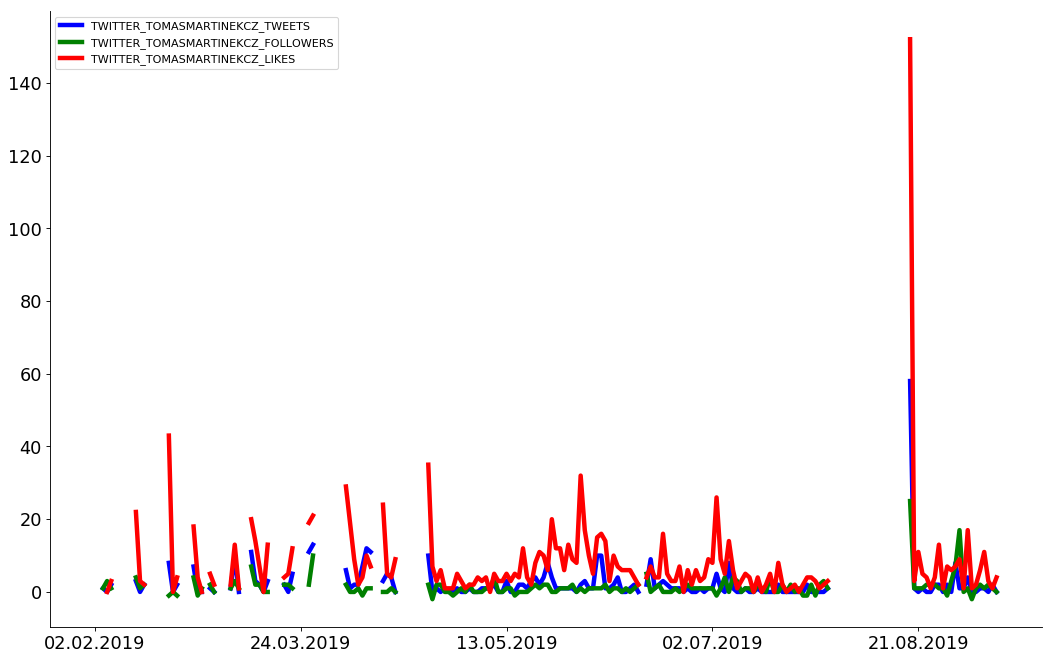 TWITTER_TOMASMARTINEKCZ_TWEETS
TWITTER_TOMASMARTINEKCZ_FOLLOWERS
TWITTER_TOMASMARTINEKCZ_LIKES
140
120
100
80
60
40
20
0
02.02.2019 24.03.2019 13.05.2019 02.07.2019 21.08.2019